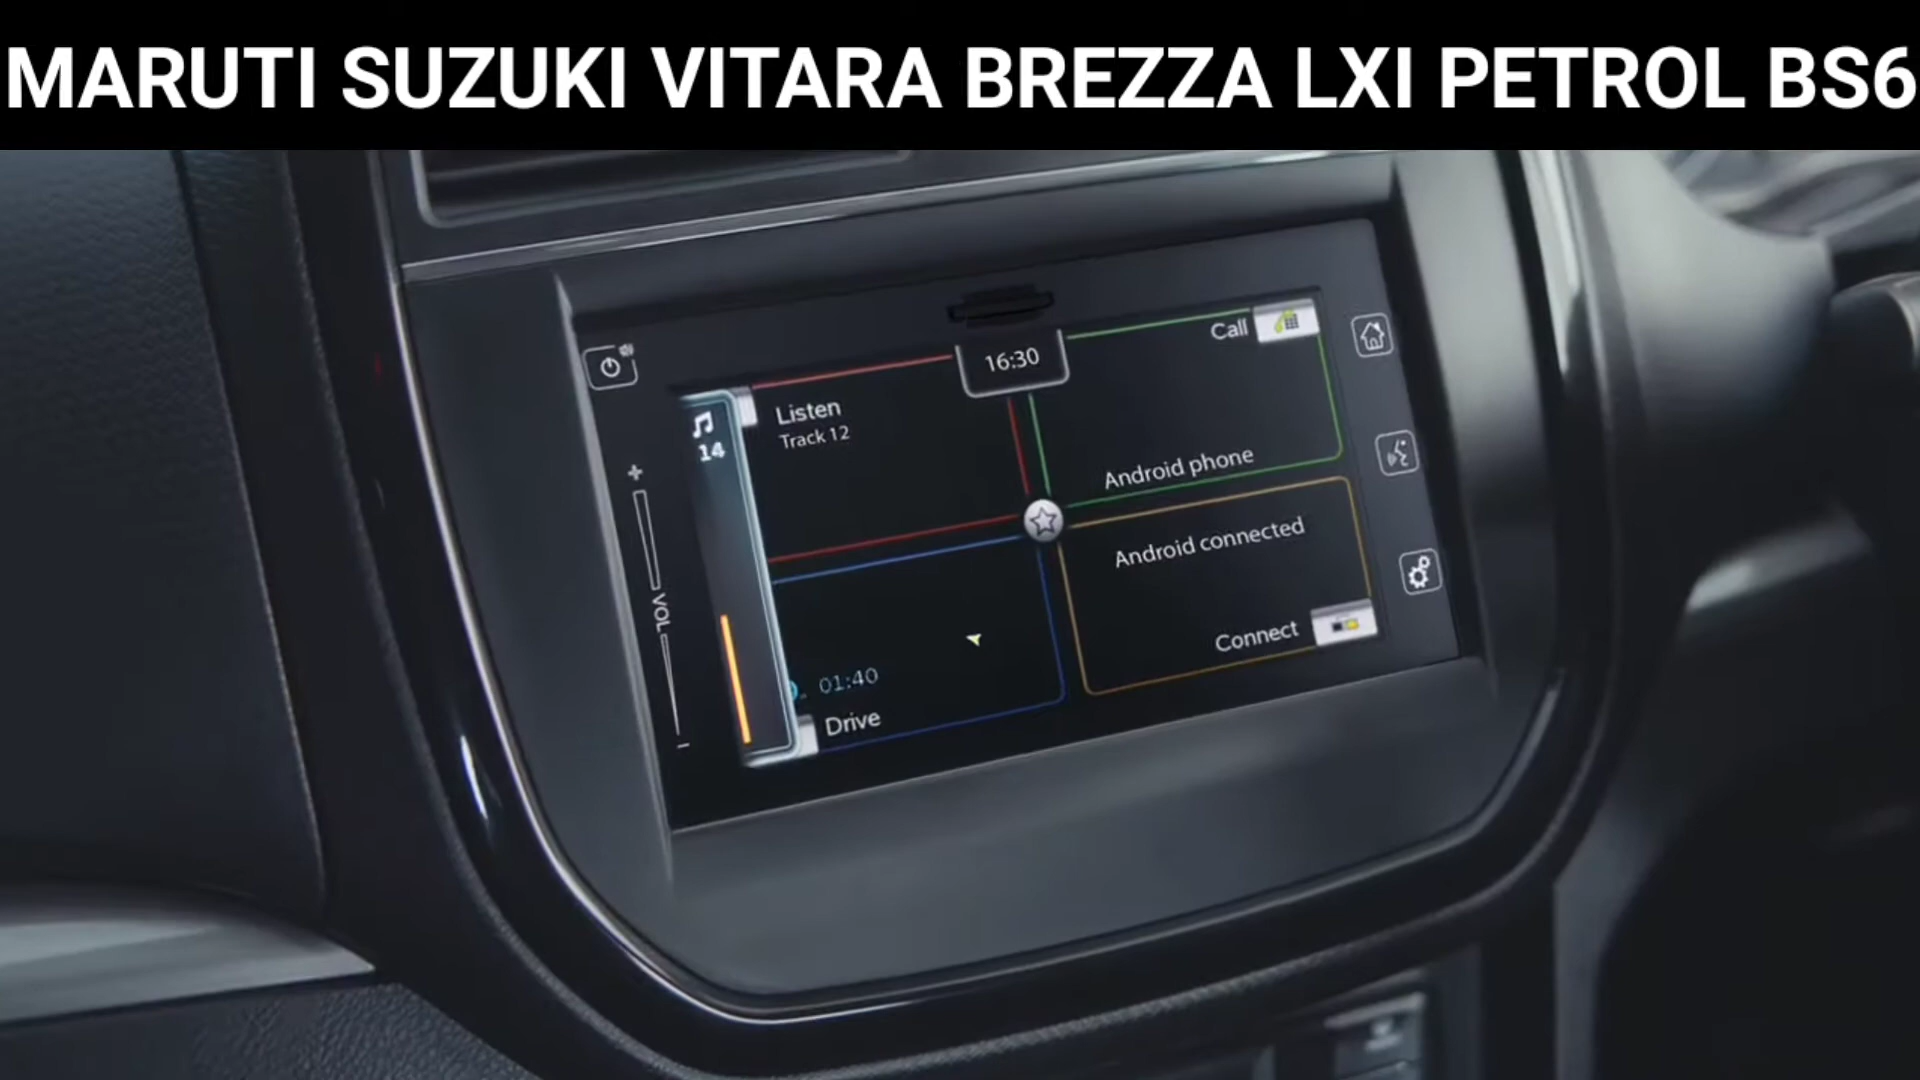 MARUTI SUZUKI VITARA BREZZA LXI PETROL BS6
Call
16:30
Listen
Track 12
14
Android phone
Android connected
VOL
Connect
01:40
Drive